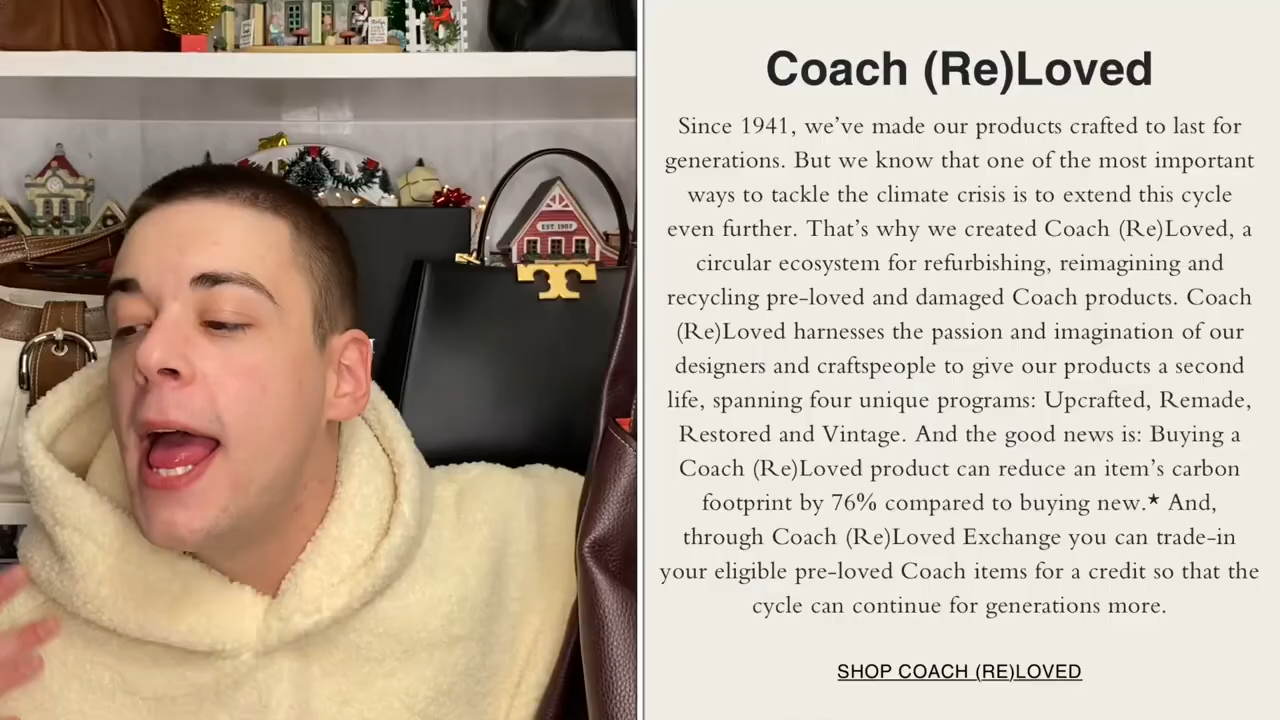 Coach (Re)Loved
Since 1941, we’ve made our products crafted to last for
generations. But we know that one of the most important
ways to tackle the climate crisis is to extend this cycle
even further. That’s why we created Coach (Re)Loved, a
circular ecosystem for refurbishing, reimagining and
recycling pre-loved and damaged Coach products. Coach
(Re)Loved harnesses the passion and imagination of our
designers and craftspeople to give our products a second
life, spanning four unique programs: Upcrafted, Remade,
Restored and Vintage. And the good news is: Buying a
Coach (Re)Loved product can reduce an item’s carbon
footprint by 76% compared to buying new.★ And,
through Coach (Re)Loved Exchange you can trade-in
your eligible pre-loved Coach items for a credit so that the
cycle can continue for generations more.
SHOP COACH (RE)LOVED
EST. 1902